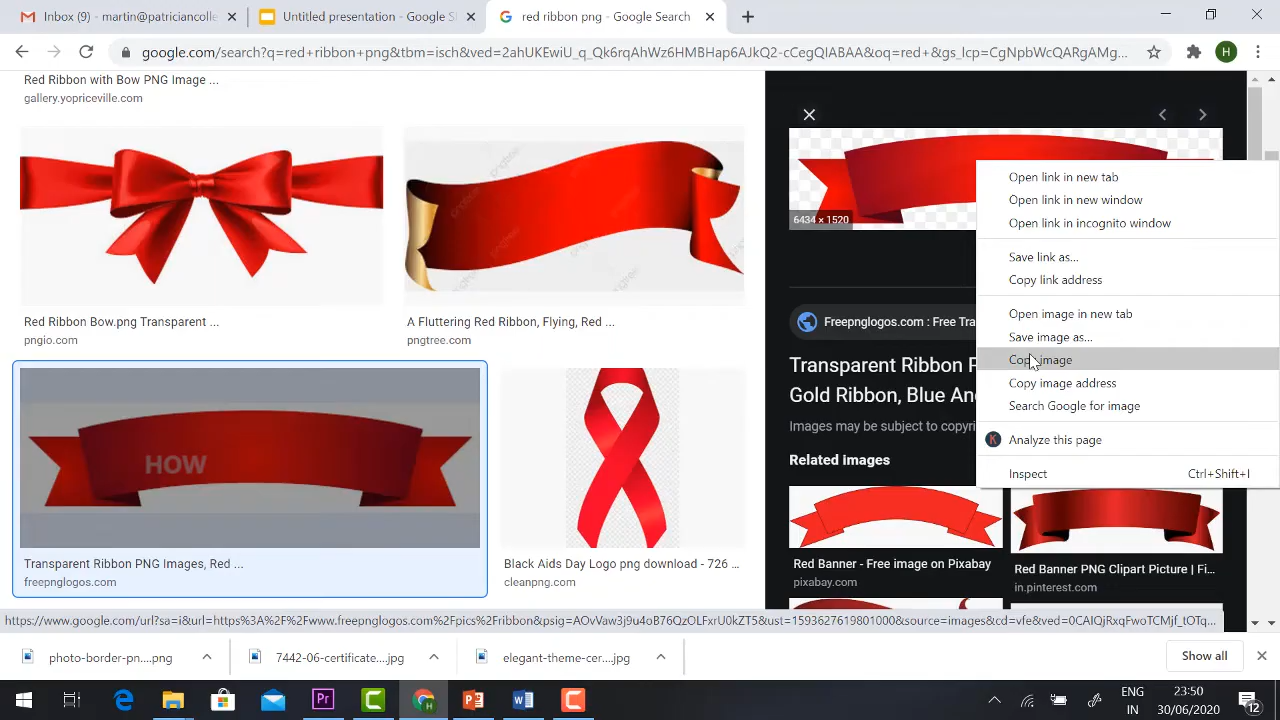 Inbox (9) - martin@patriciancolle
Untitled presentation - Google S
red ribbon png - Google Search
google.com/search?q=red+ribbon+png&tbm=isch&ved=2ahUKEwiU_q_Qk6rqAhWz6HMBHap6AJkQ2-cCegQIABAA&oq=red+&gs_lcp=CgNpbWcQARgAMg...
H
Red Ribbon with Bow PNG Image ...
gallery.yopriceville.com
Red Ribbon Bow.png Transparent ...
pngio.com
pngtree
A Fluttering Red Ribbon, Flying, Red ...
pngtree.com
HOW
Transparent Ribbon PNG Images, Red ...
freepnglogos.com
Black Aids Day Logo png download - 726 ...
cleanpng.com
6434 × 1520
Freepnglogos.com : Free Tra
Transparent Ribbon P
Gold Ribbon, Blue An
Images may be subject to copyri
Related images
Red Banner - Free image on Pixabay
pixabay.com
Red Banner PNG Clipart Picture | Fi...
in.pinterest.com
Open link in new tab
Open link in new window
Open link in incognito window
Save link as...
Copy link address
Open image in new tab
Save image as...
Copy image
Copy image address
Search Google for image
K Analyze this page
Inspect Ctrl+Shift+I
https://www.google.com/url?sa=i&url=https%3A%2F%2Fwww.freepnglogos.com%2Fpics%2Fribbon&psig=AOvVaw3j9u4oB76QzOLFxrU0kZT5&ust=1593627619801000&source=images&cd=vfe&ved=0CAIQjRxqFwoTCMjf_tOTq...
photo-border-pn....png
7442-06-certificate....jpg
elegant-theme-cer....jpg
Show all
Pr
ENG
IN
23:50
30/06/2020
12